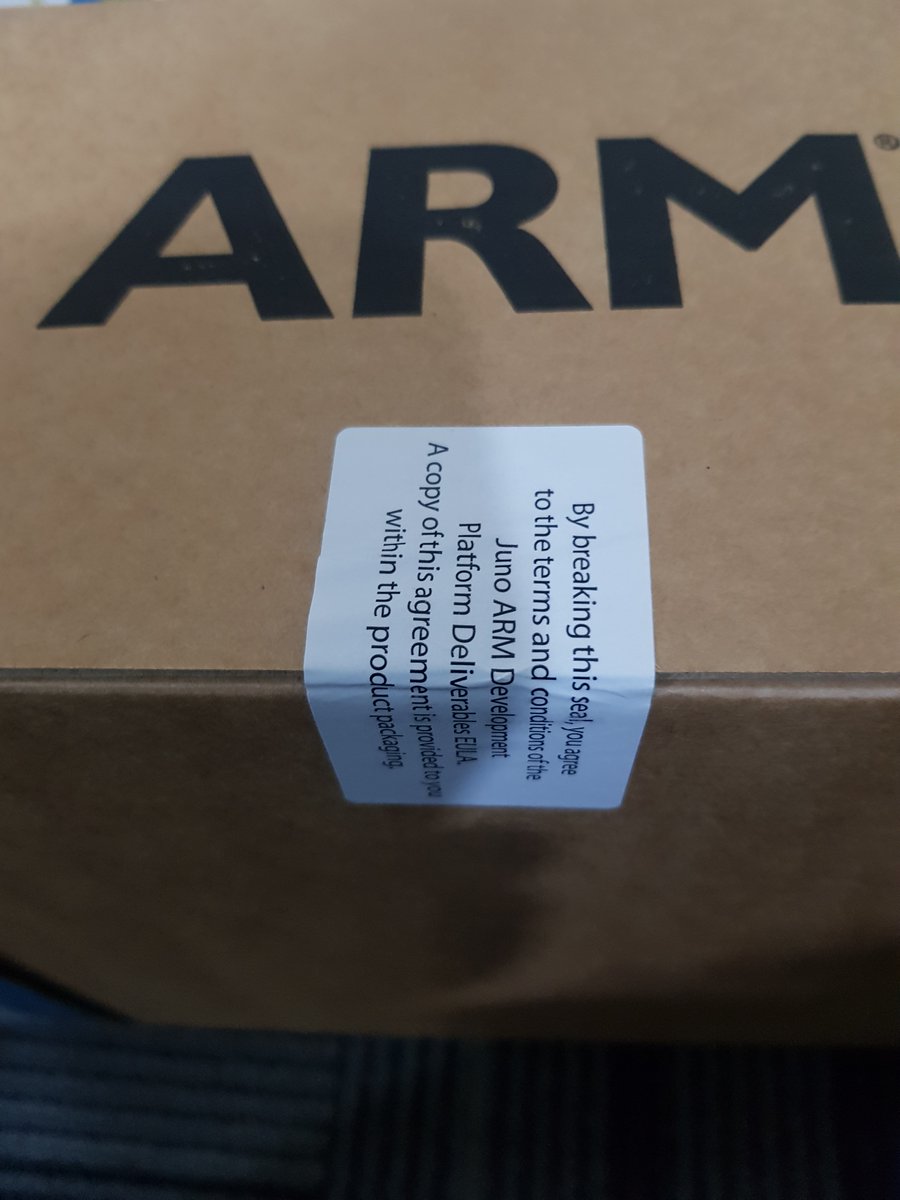 ARM®
By breaking this seal, you agree
to the terms and conditions of the
Juno ARM Development
Platform Deliverables EULA.
A copy of this agreement is provided to you
within the product packaging.